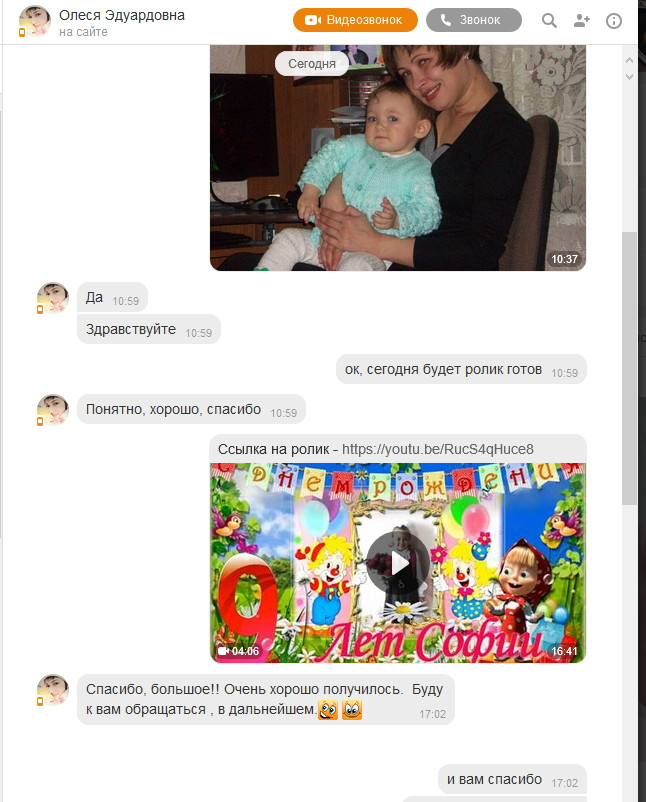 Олеся Эдуардовна
на сайте
Видеозвонок
Звонок
Сегодня
10:37
Да 10:59
Здравствуйте 10:59
ок, сегодня будет ролик готов 10:59
Понятно, хорошо, спасибо 10:59
Ссылка на ролик - https://youtu.be/RucS4qHuce8
С ДНЕМ РОЖДЕНИЯ
9
Лет Софии
04:06
16:41
Спасибо, большое!! Очень хорошо получилось. Буду
к вам обращаться , в дальнейшем.
17:02
и вам спасибо 17:02